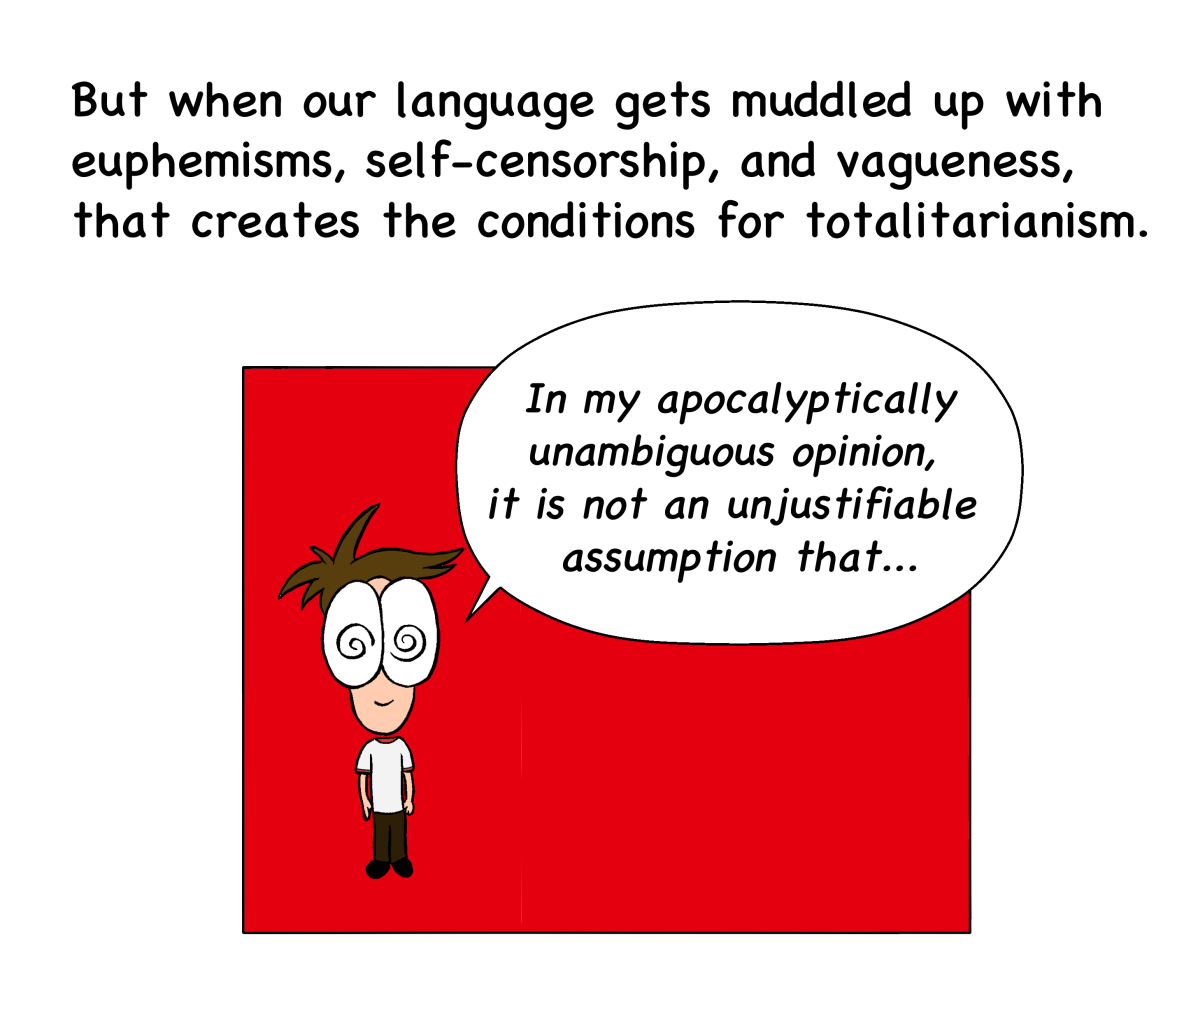 But when our language gets muddled up with
euphemisms, self-censorship, and vagueness,
that creates the conditions for totalitarianism.
In my apocalyptically
unambiguous opinion,
it is not an unjustifiable
assumption that...